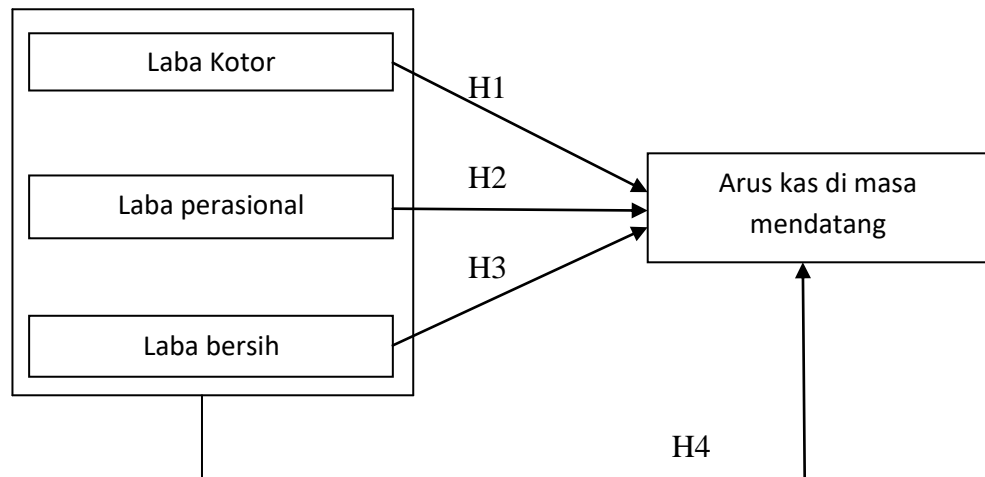 Laba Kotor
H1
Laba perasional
H2
Arus kas di masa
mendatang
H3
Laba bersih
H4